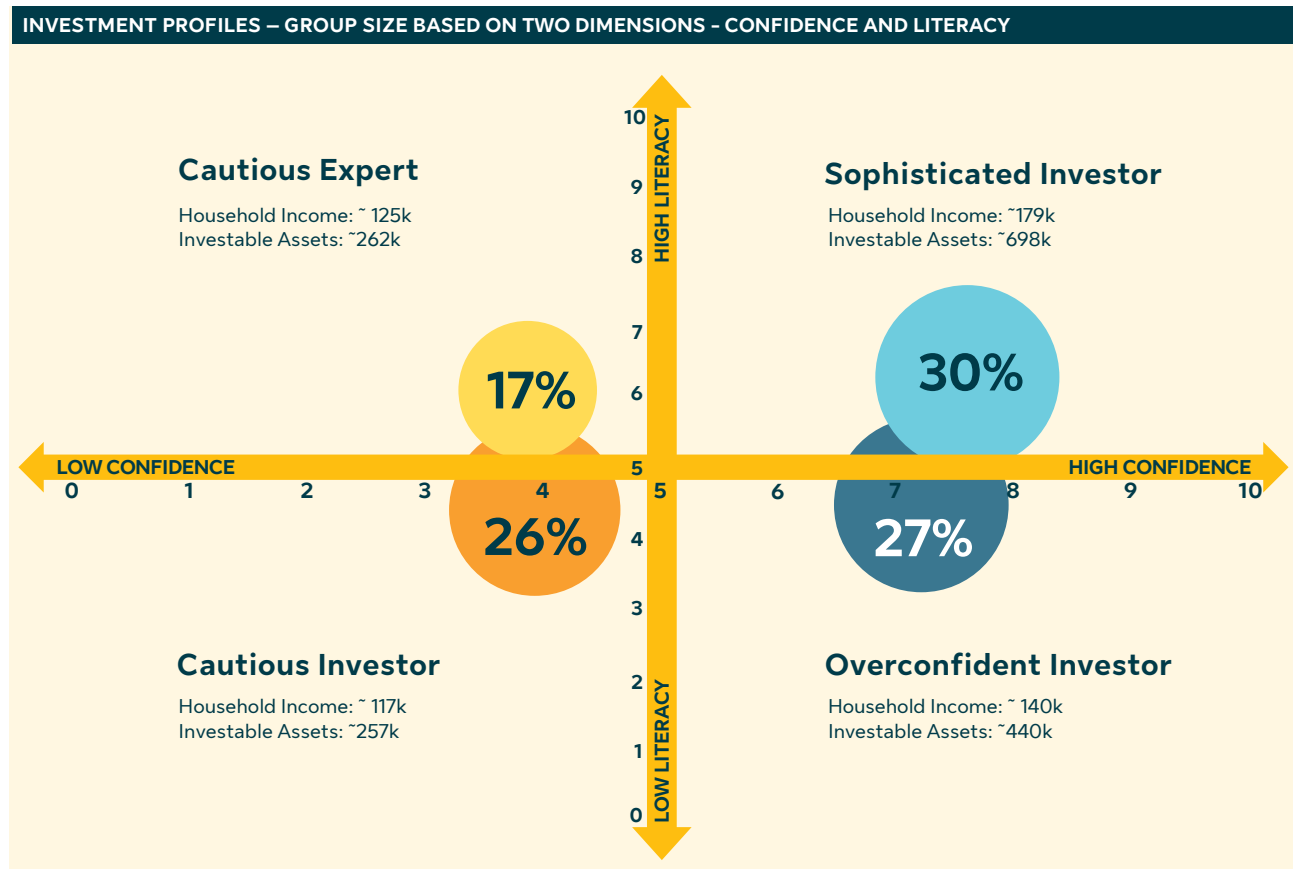 INVESTMENT PROFILES – GROUP SIZE BASED ON TWO DIMENSIONS - CONFIDENCE AND LITERACY
Cautious Expert
Household Income: ~ 125k
Investable Assets: ~262k
Sophisticated Investor
Household Income: ~179k
Investable Assets: ~698k
HIGH LITERACY
10
9
8
7
6
5
4
3
2
1
0
LOW LITERACY
17%
30%
LOW CONFIDENCE
HIGH CONFIDENCE
0 1 2 3 4 5 6 7 8 9 10
26%
27%
Cautious Investor
Household Income: ~ 117k
Investable Assets: ~257k
Overconfident Investor
Household Income: ~ 140k
Investable Assets: ~440k